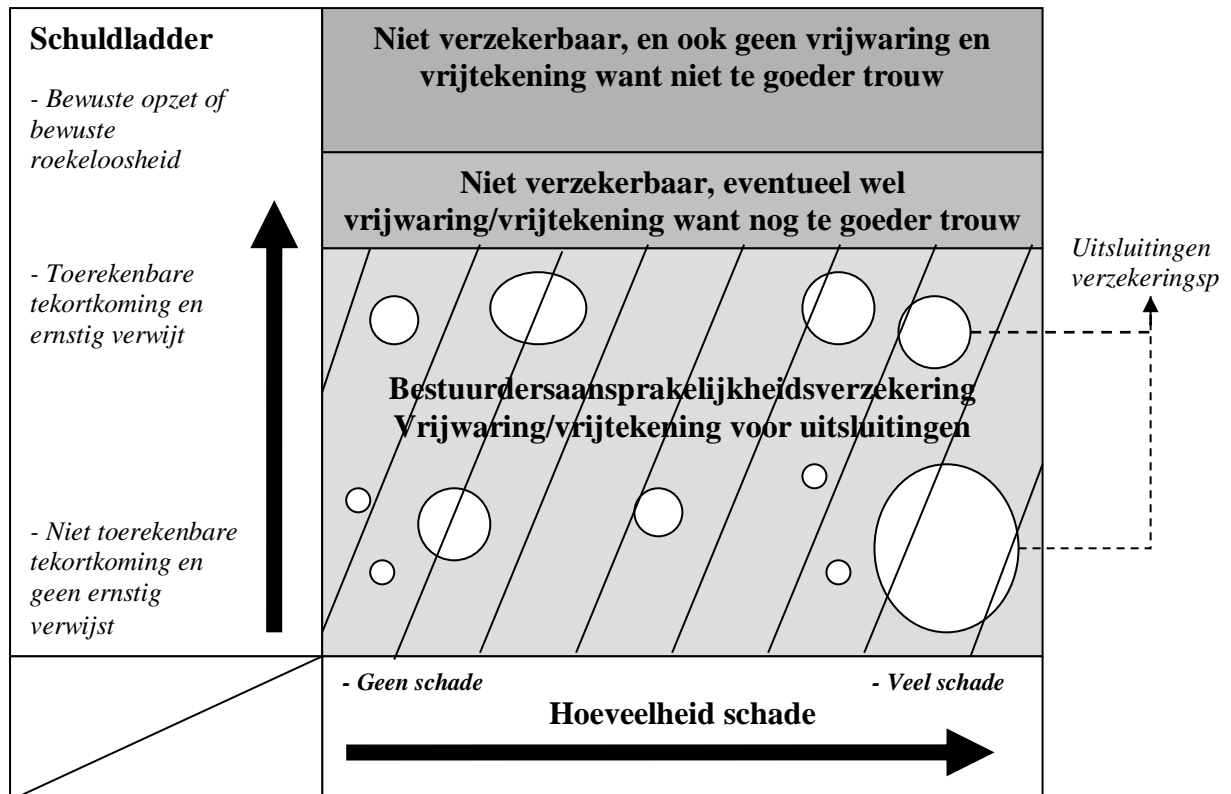 Schuldladder
- Bewuste opzet of
bewuste
roekeloosheid
- Toerekenbare
tekortkoming en
ernstig verwijt
- Niet toerekenbare
tekortkoming en
geen ernstig
verwijst
Niet verzekerbaar, en ook geen vrijwaring en
vrijtekening want niet te goeder trouw
Niet verzekerbaar, eventueel wel
vrijwaring/vrijtekening want nog te goeder trouw
Bestuurdersaansprakelijkheidsverzekering
Vrijwaring/vrijtekening voor uitsluitingen
Uitsluitingen
verzekeringsp
- Geen schade
- Veel schade
Hoeveelheid schade